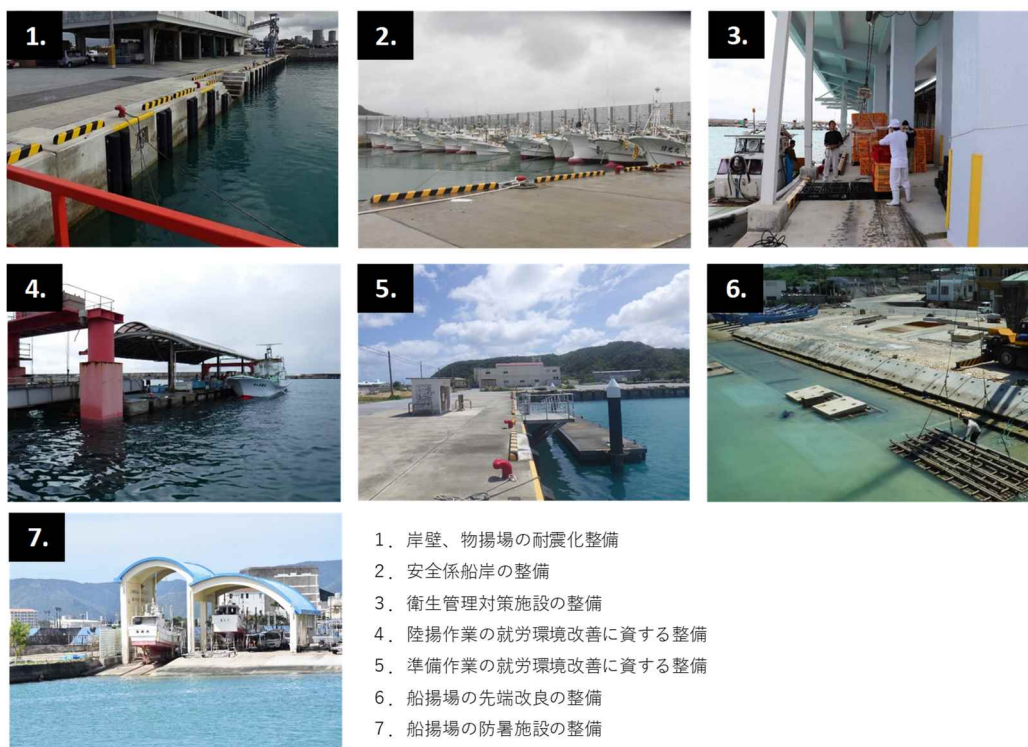 1.
2.
3.
4.
5.
6.
7.
1．岸壁、物揚場の耐震化整備
2．安全係船岸の整備
3．衛生管理対策施設の整備
4．陸揚作業の就労環境改善に資する整備
5．準備作業の就労環境改善に資する整備
6．船揚場の先端改良の整備
7．船揚場の防暑施設の整備